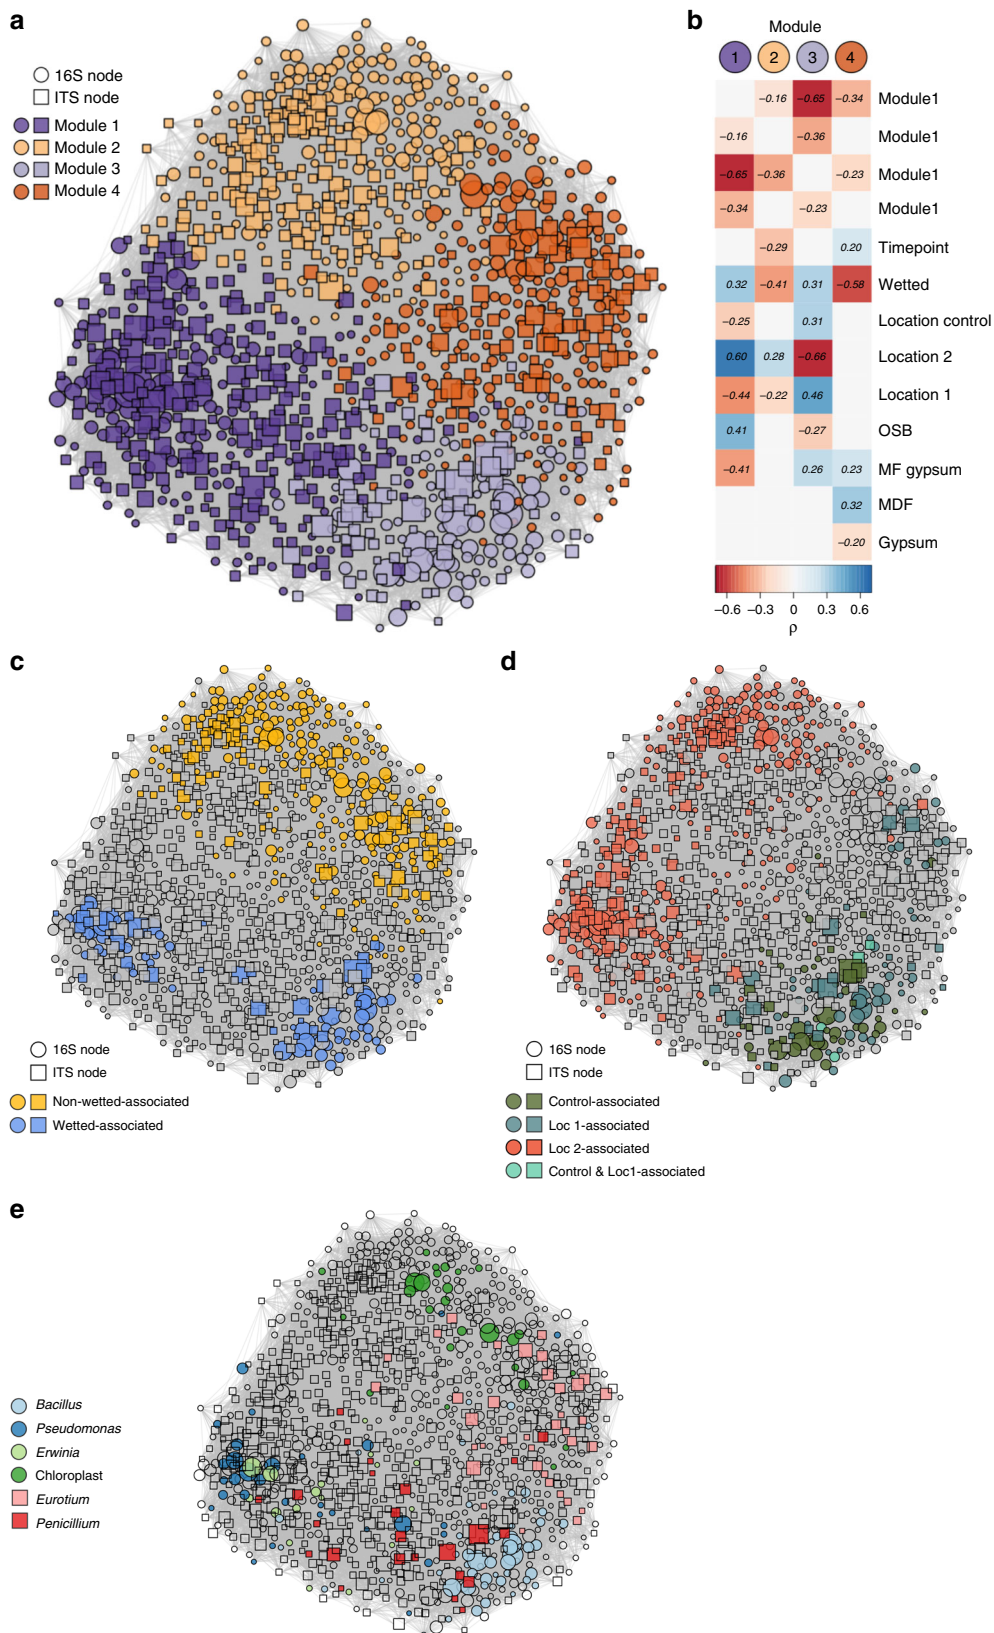 a
16S node
ITS node
Module 1
Module 2
Module 3
Module 4
b
Module
1 2 3 4
−0.16 −0.65 −0.34 Module1
−0.16 −0.36 Module1
−0.65 −0.36 −0.23 Module1
−0.34 −0.23 Module1
−0.29 0.20 Timepoint
0.32 −0.41 0.31 −0.58 Wetted
−0.25 0.31 Location control
0.60 0.28 −0.66 Location 2
−0.44 −0.22 0.46 Location 1
0.41 −0.27 OSB
−0.41 0.26 0.23 MF gypsum
0.32 MDF
−0.20 Gypsum
−0.6 −0.3 0 0.3 0.6
ρ
c
16S node
ITS node
Non-wetted-associated
Wetted-associated
d
16S node
ITS node
Control-associated
Loc 1-associated
Loc 2-associated
Control & Loc1-associated
e
Bacillus
Pseudomonas
Erwinia
Chloroplast
Eurotium
Penicillium